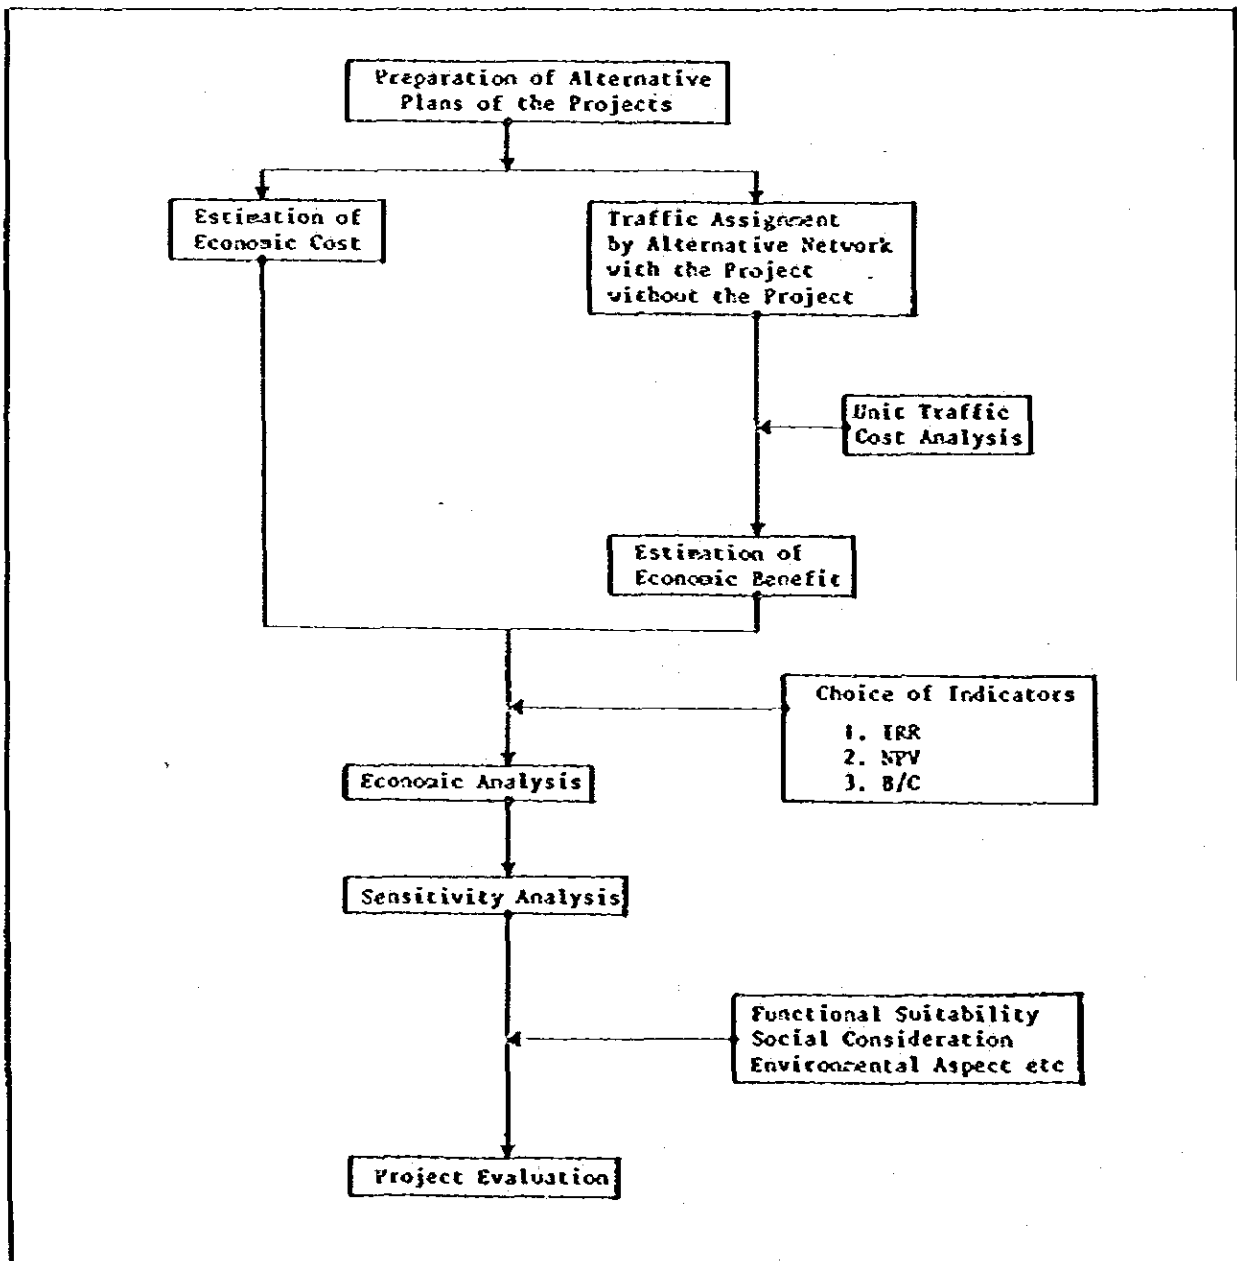 Preparation of Alternative
Plans of the Projects
Estimation of
Economic Cost
Traffic Assignment
by Alternative Network
with the Project
without the Project
Unit Traffic
Cost Analysis
Estimation of
Economic Benefit
Choice of Indicators
1. IRR
2. NPV
3. B/C
Economic Analysis
Sensitivity Analysis
Functional Suitability
Social Consideration
Environmental Aspect etc
Project Evaluation